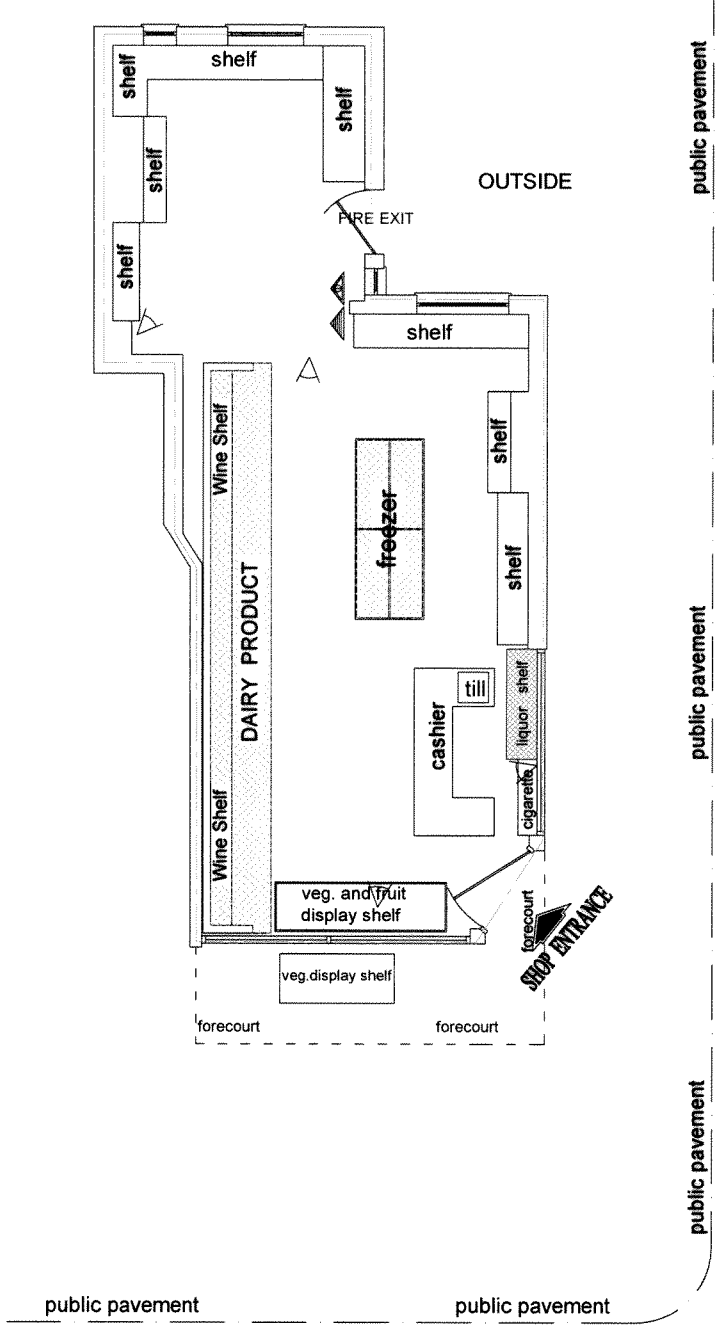 shelf
shelf
shelf
public pavement
shelf
OUTSIDE
FIRE EXIT
shelf
shelf
Wine Shelf
shelf
freezer
shelf
DAIRY PRODUCT
public pavement
till
liquor shelf
cashier
cigarette
Wine Shelf
veg. and fruit
display shelf
forecourt
SHOP ENTRANCE
veg.display shelf
forecourt
forecourt
public pavement
public pavement
public pavement